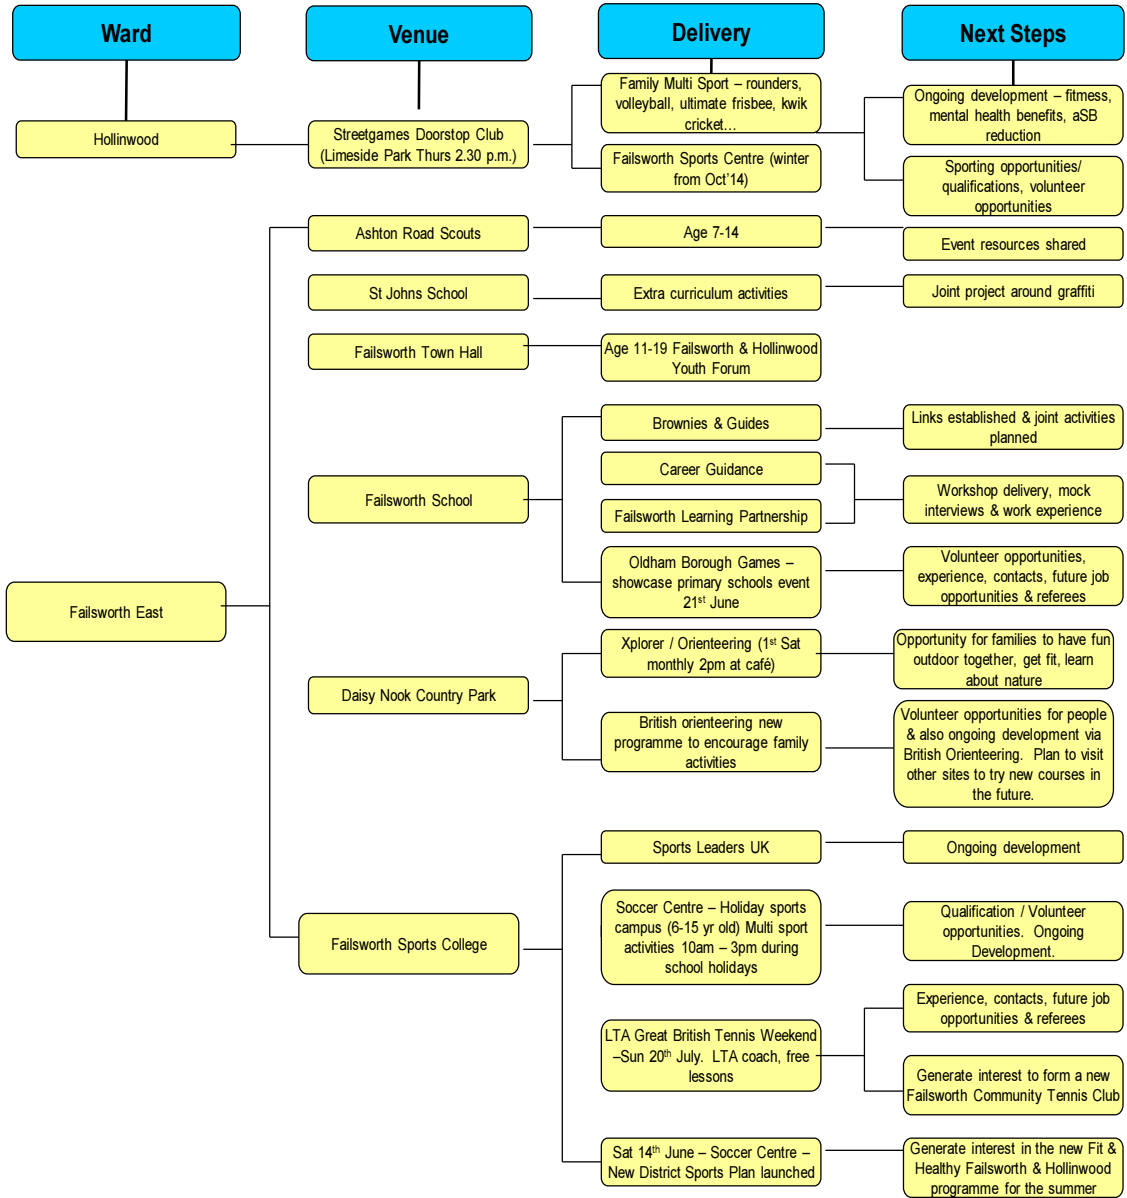 Ward
Venue
Delivery
Next Steps
Hollinwood
Streetgames Doorstop Club
(Limeside Park Thurs 2.30 p.m.)
Family Multi Sport – rounders,
volleyball, ultimate frisbee, kwik
cricket…
Failsworth Sports Centre (winter
from Oct’14)
Ongoing development – fitness,
mental health benefits, aSB
reduction
Sporting opportunities/
qualifications, volunteer
opportunities
Failsworth East
Ashton Road Scouts
Age 7-14
Event resources shared
St Johns School
Extra curriculum activities
Joint project around graffiti
Failsworth Town Hall
Age 11-19 Failsworth & Hollinwood
Youth Forum
Failsworth School
Brownies & Guides
Links established & joint activities
planned
Career Guidance
Failsworth Learning Partnership
Workshop delivery, mock
interviews & work experience
Oldham Borough Games –
showcase primary schools event
21st June
Volunteer opportunities,
experience, contacts, future job
opportunities & referees
Daisy Nook Country Park
Xplorer / Orienteering (1st Sat
monthly 2pm at café)
Opportunity for families to have fun
outdoor together, get fit, learn
about nature
British orienteering new
programme to encourage family
activities
Volunteer opportunities for people
& also ongoing development via
British Orienteering. Plan to visit
other sites to try new courses in
the future.
Failsworth Sports College
Sports Leaders UK
Ongoing development
Soccer Centre – Holiday sports
campus (6-15 yr old) Multi sport
activities 10am – 3pm during
school holidays
Qualification / Volunteer
opportunities. Ongoing
Development.
LTA Great British Tennis Weekend
–Sun 20th July. LTA coach, free
lessons
Experience, contacts, future job
opportunities & referees
Generate interest to form a new
Failsworth Community Tennis Club
Sat 14th June – Soccer Centre –
New District Sports Plan launched
Generate interest in the new Fit &
Healthy Failsworth & Hollinwood
programme for the summer